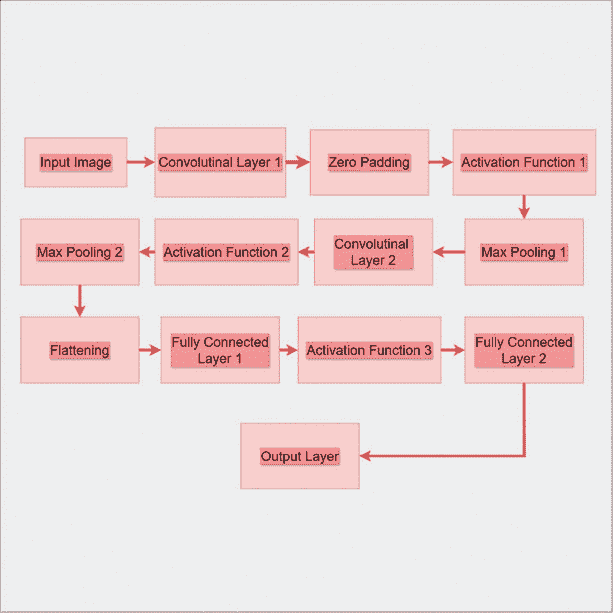 Input Image
Convolutinal Layer 1
Zero Padding
Activation Function 1
Max Pooling 1
Convolutinal
Layer 2
Activation Function 2
Max Pooling 2
Flattening
Fully Connected
Layer 1
Activation Function 3
Fully Connected
Layer 2
Output Layer